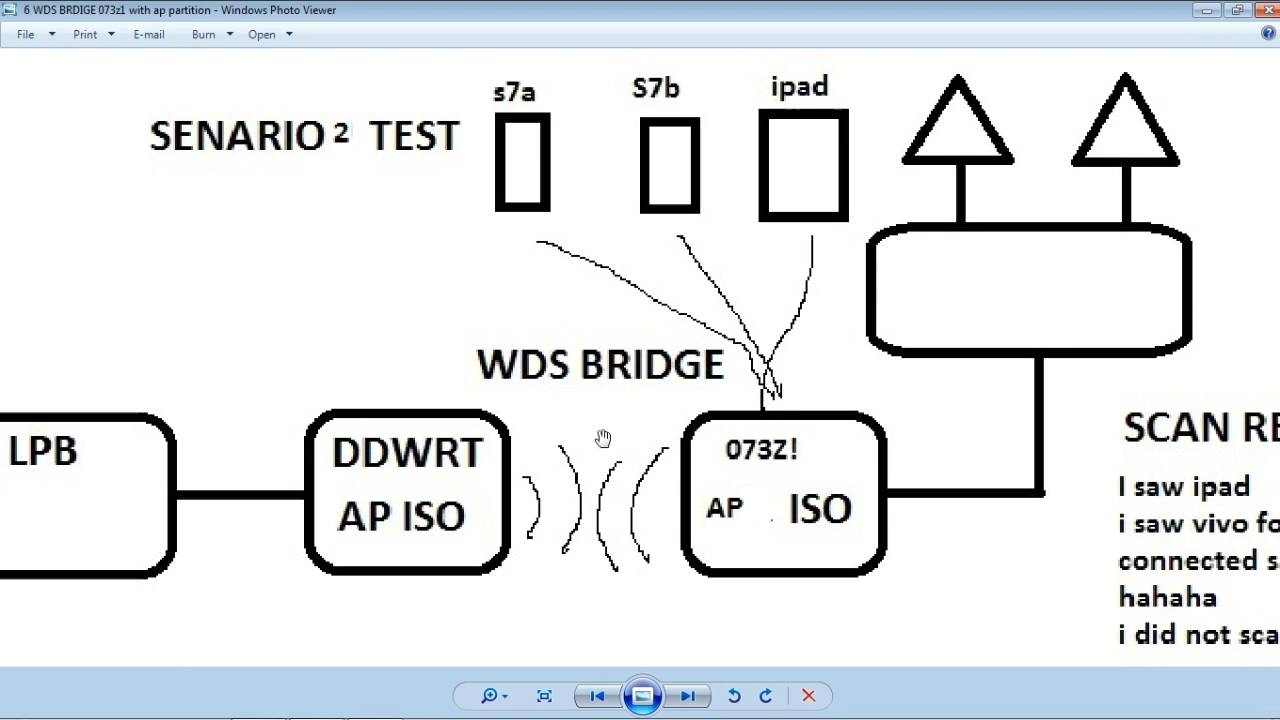 6 WDS BRDIGE 073z1 with ap partition - Windows Photo Viewer
File Print E-mail Burn Open
s7a S7b ipad
SENARIO 2 TEST
WDS BRIDGE
LPB
DDWRT
AP ISO
073Z!
AP ISO
SCAN RE
I saw ipad
i saw vivo fo
connected s
hahaha
i did not sca